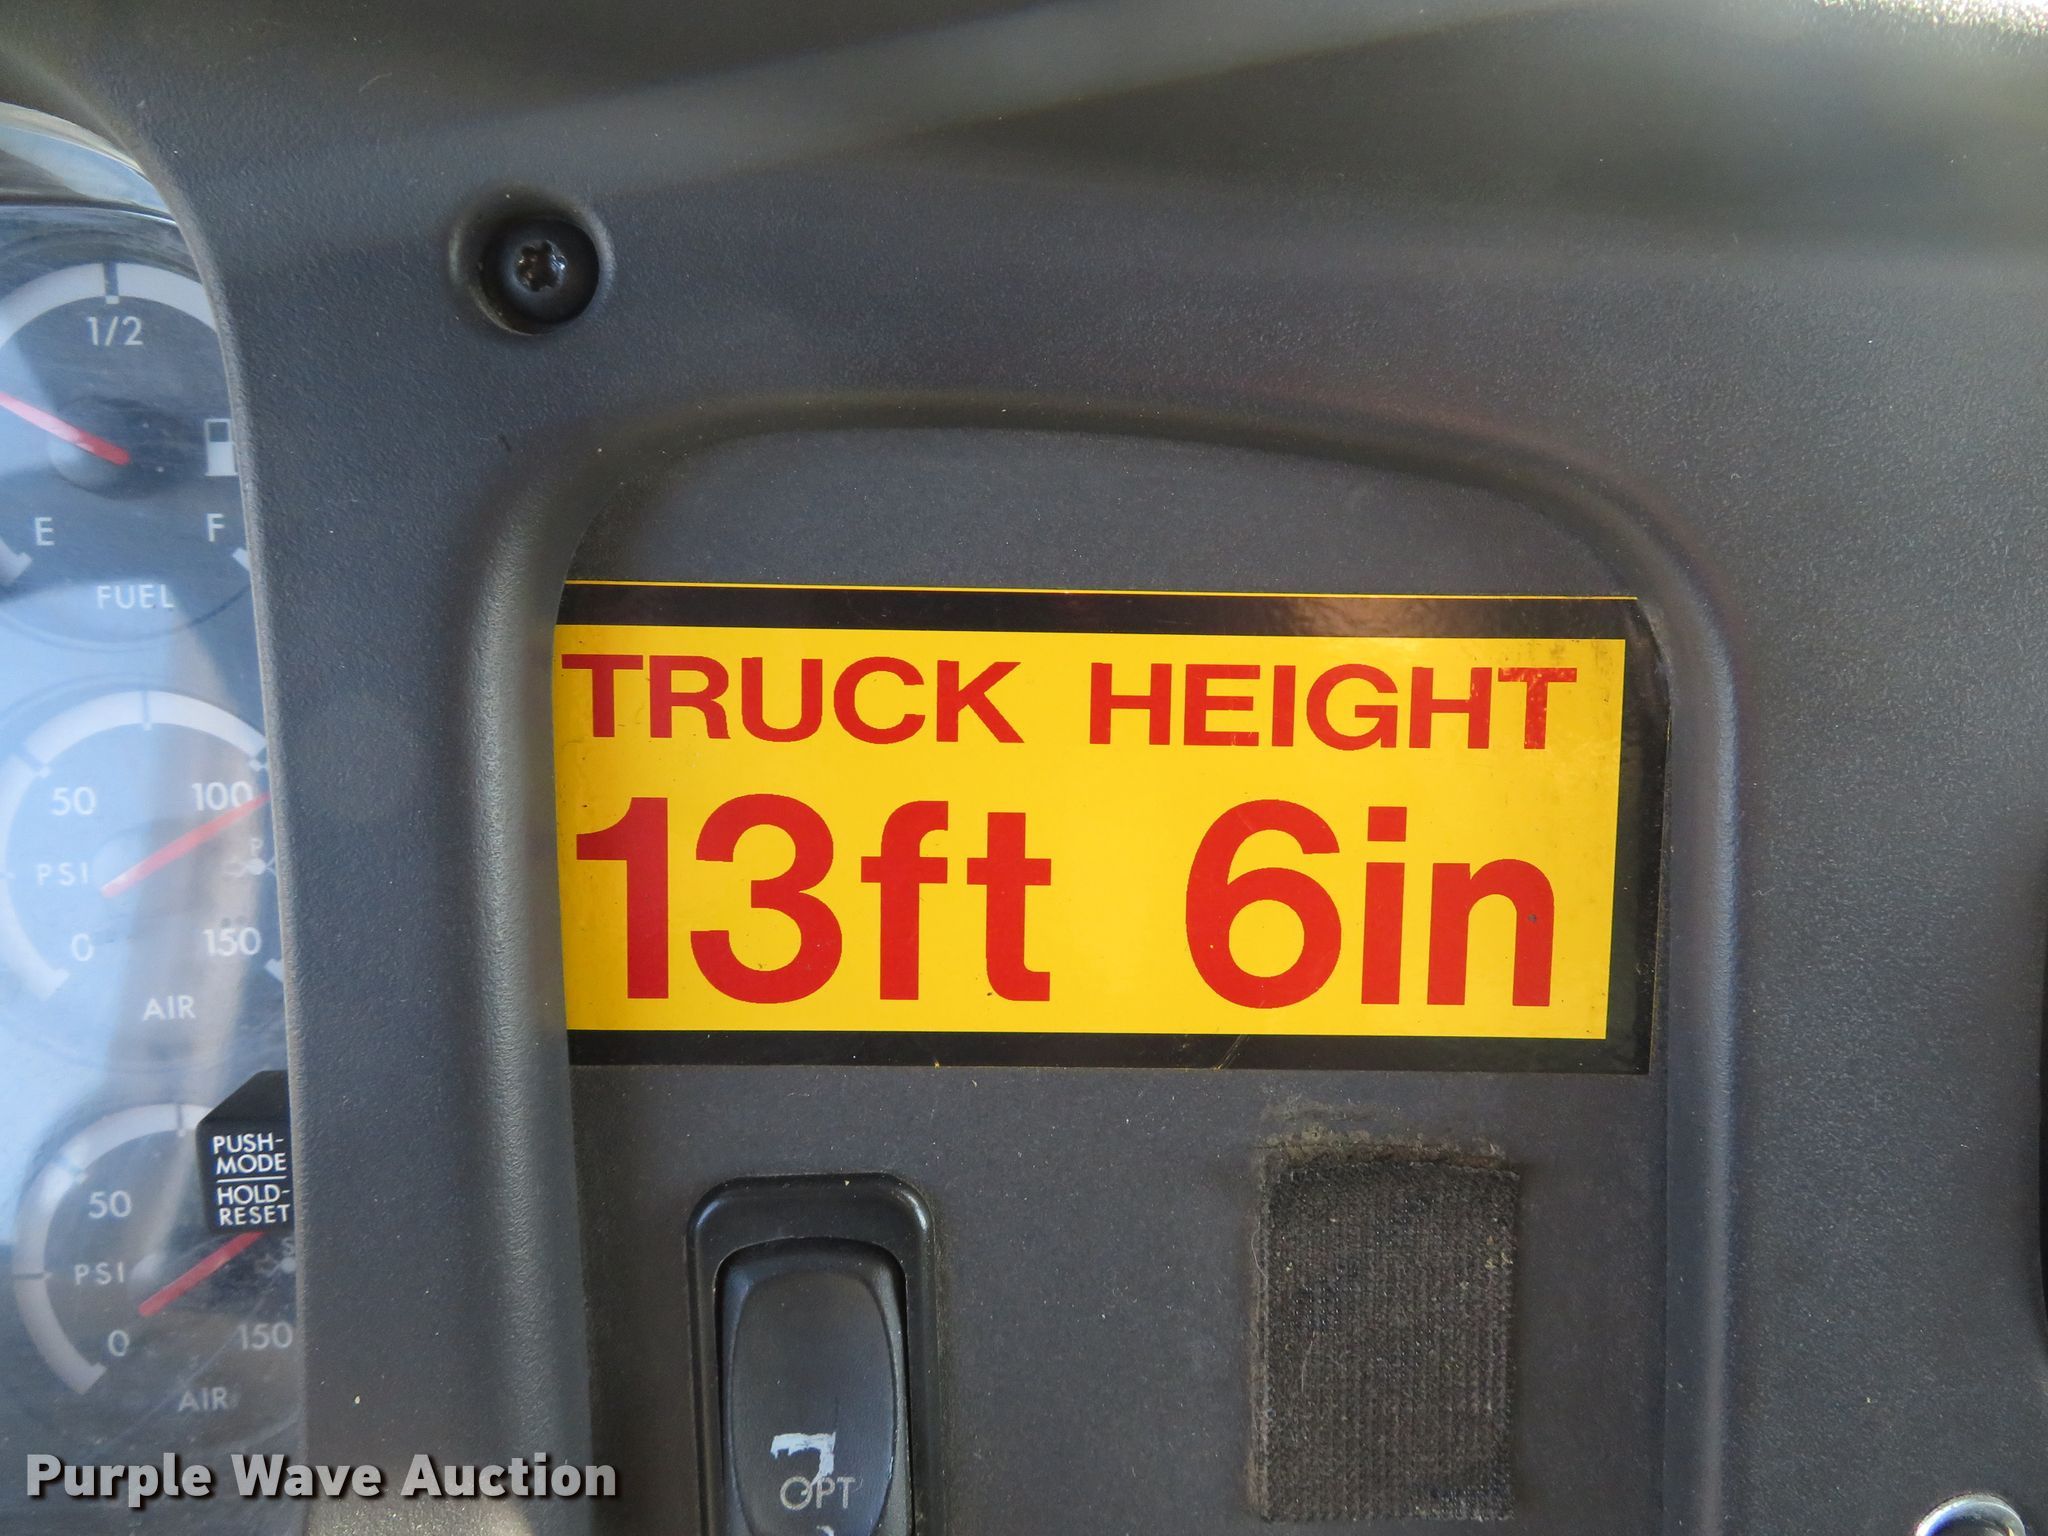 1/2
E F
FUEL
50 100
PSI
0 150
AIR
PUSH-
MODE
HOLD-
RESET
50
PSI
0 150
AIR
TRUCK HEIGHT
13ft 6in
OPT
Purple Wave Auction